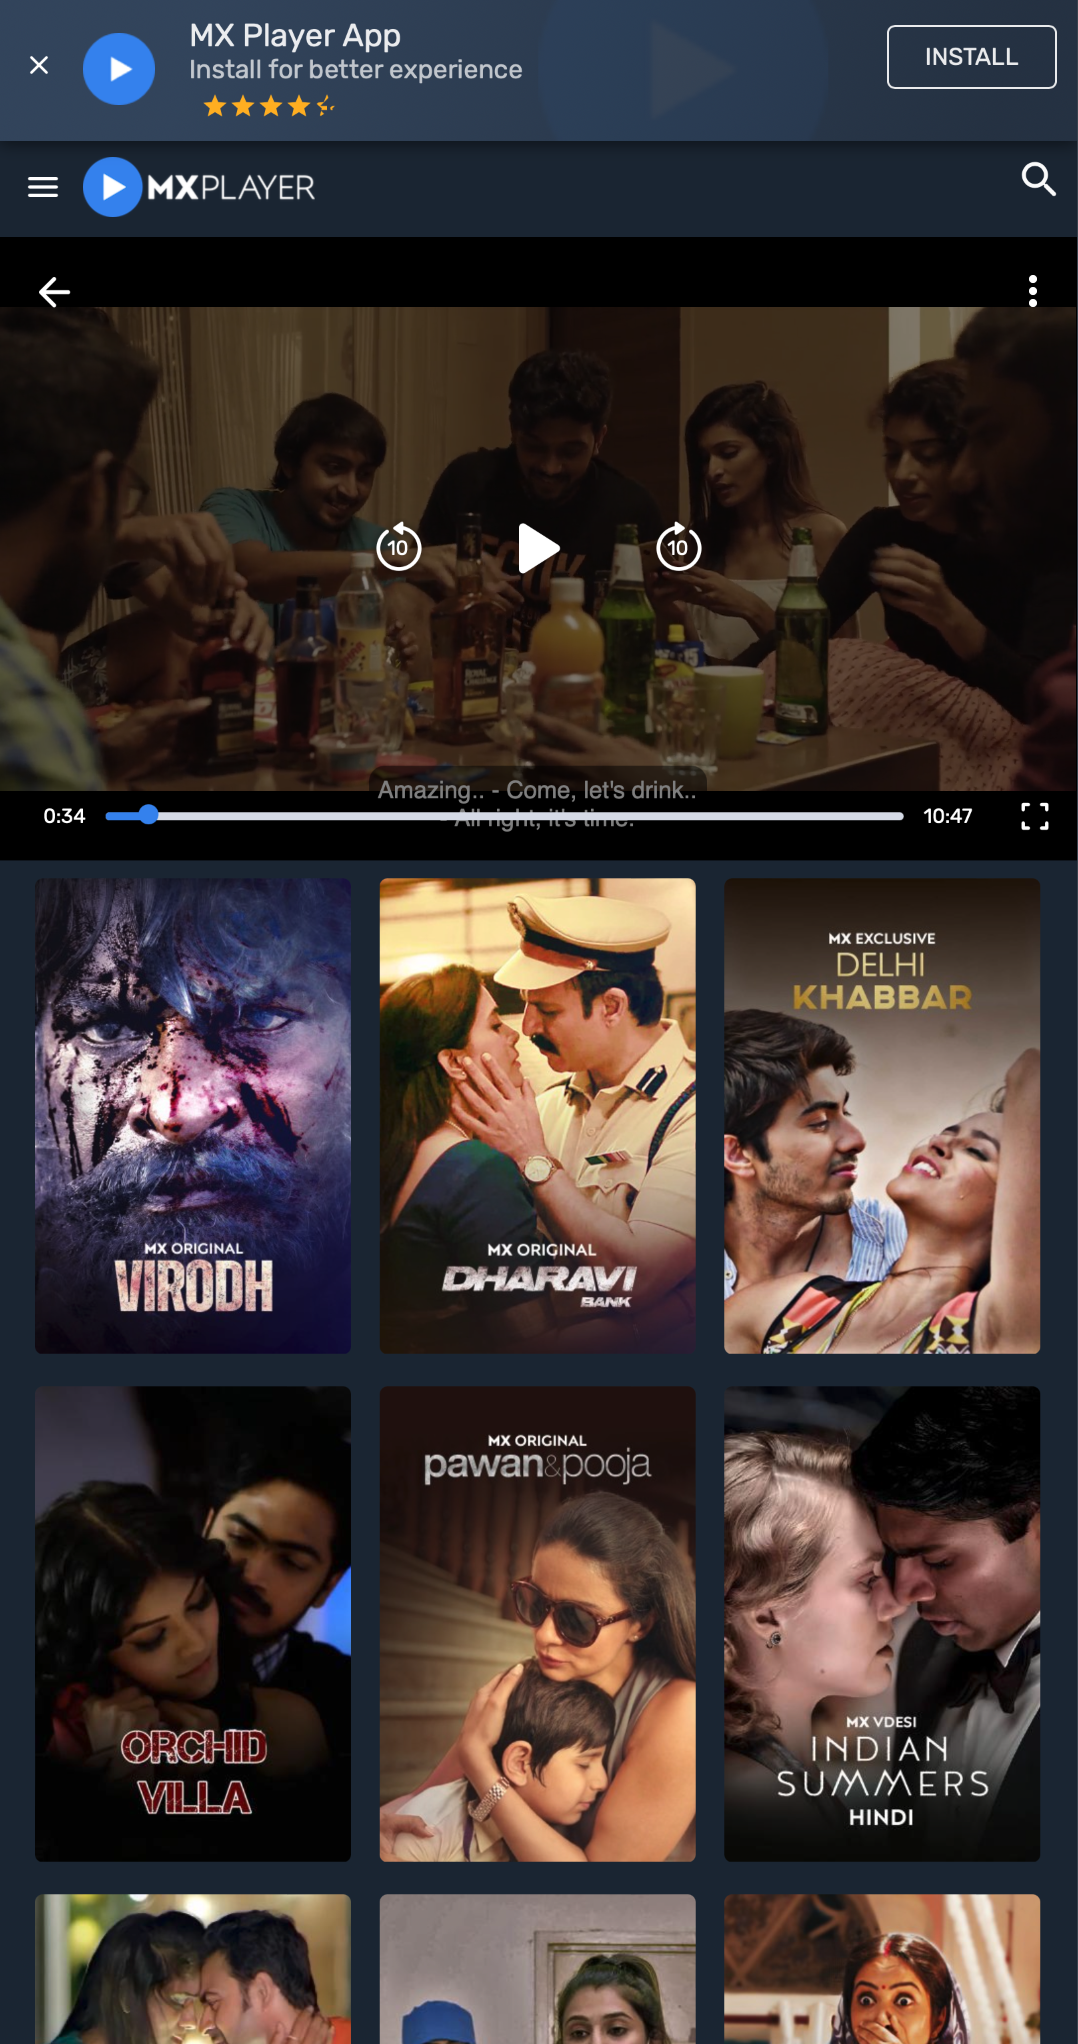 MX Player App
Install for better experience
INSTALL
MXPLAYER
10
10
ROYAL
CHALLENGE
Amazing.. - Come, let's drink..
- All right, it's time.
0:34
10:47
MX ORIGINAL
VIRODH
MX ORIGINAL
DHARAVI
BANK
MX EXCLUSIVE
DELHI
KHABBAR
ORCHID
VILLA
MX ORIGINAL
pawan&pooja
MX VDESI
INDIAN
SUMMERS
HINDI